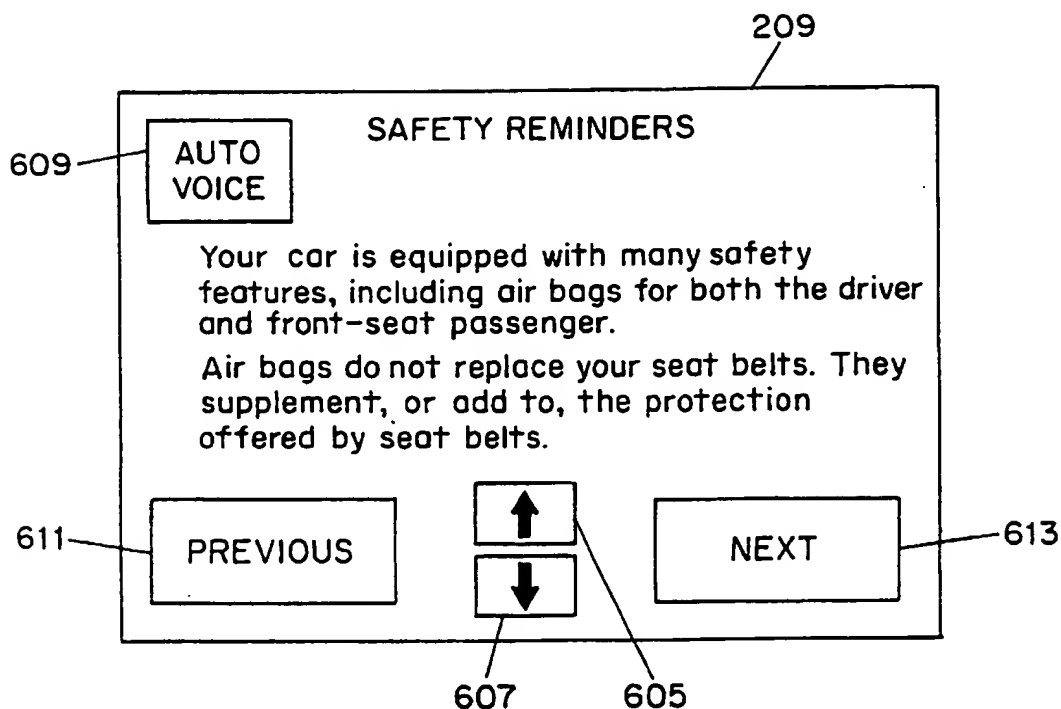 209
SAFETY REMINDERS
609
AUTO
VOICE
Your car is equipped with many safety
features, including air bags for both the driver
and front-seat passenger.
Air bags do not replace your seat belts. They
supplement, or add to, the protection
offered by seat belts.
611
PREVIOUS
NEXT
613
607
605